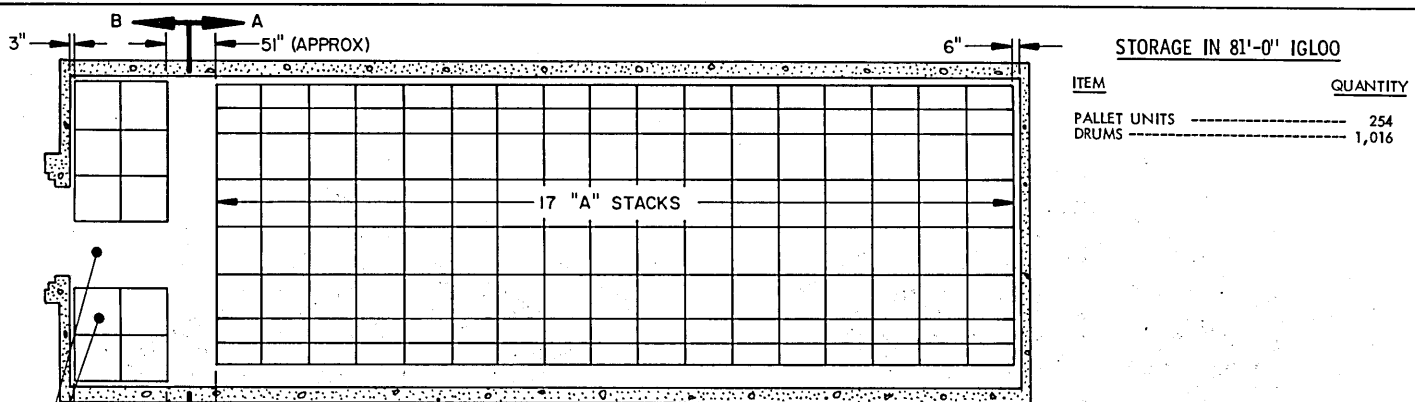 B A
3" 51" (APPROX) 6"
STORAGE IN 81'-0" IGLOO
ITEM QUANTITY
PALLET UNITS -------------------- 254
DRUMS -------------------------- 1,016
17 "A" STACKS